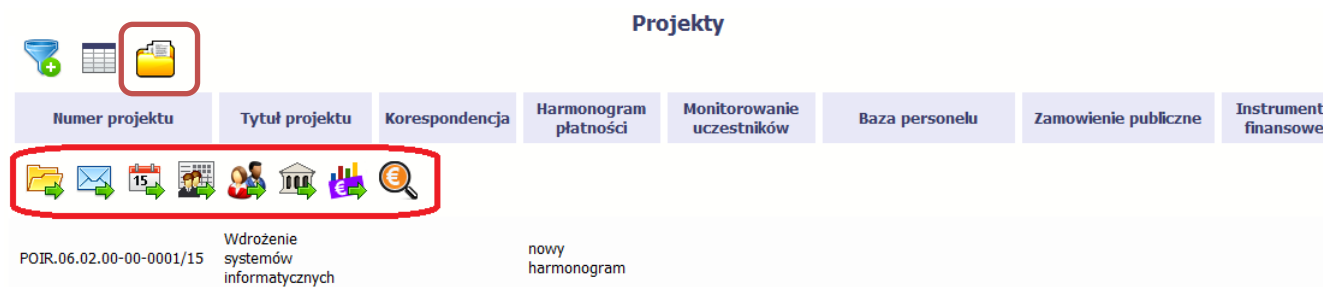 Projekty
Numer projektu
Tytuł projektu
Korespondencja
Harmonogram
płatności
Monitorowanie
uczestników
Baza personelu
Zamowienie publiczne
Instrument
finansowe
15
POIR.06.02.00-00-0001/15
Wdrożenie
systemów
informatycznych
nowy
harmonogram